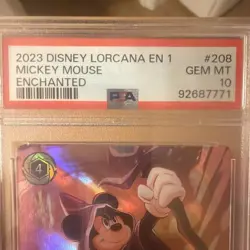 2023 DISNEY LORCANA EN 1 #208
MICKEY MOUSE GEM MT
ENCHANTED 10
PSA 92687771
4